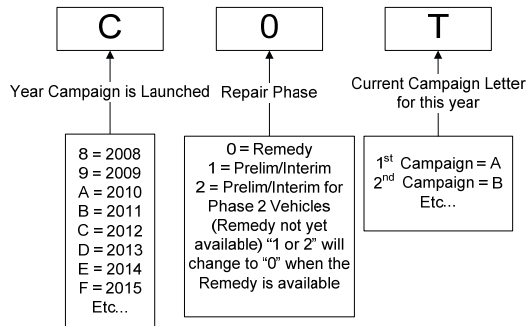 C
0
T
Year Campaign is Launched
Repair Phase
Current Campaign Letter
for this year
8 = 2008
9 = 2009
A = 2010
B = 2011
C = 2012
D = 2013
E = 2014
F = 2015
Etc...
0 = Remedy
1 = Prelim/Interim
2 = Prelim/Interim for
Phase 2 Vehicles
(Remedy not yet
available) “1 or 2” will
change to “0” when the
Remedy is available
1st Campaign = A
2nd Campaign = B
Etc...